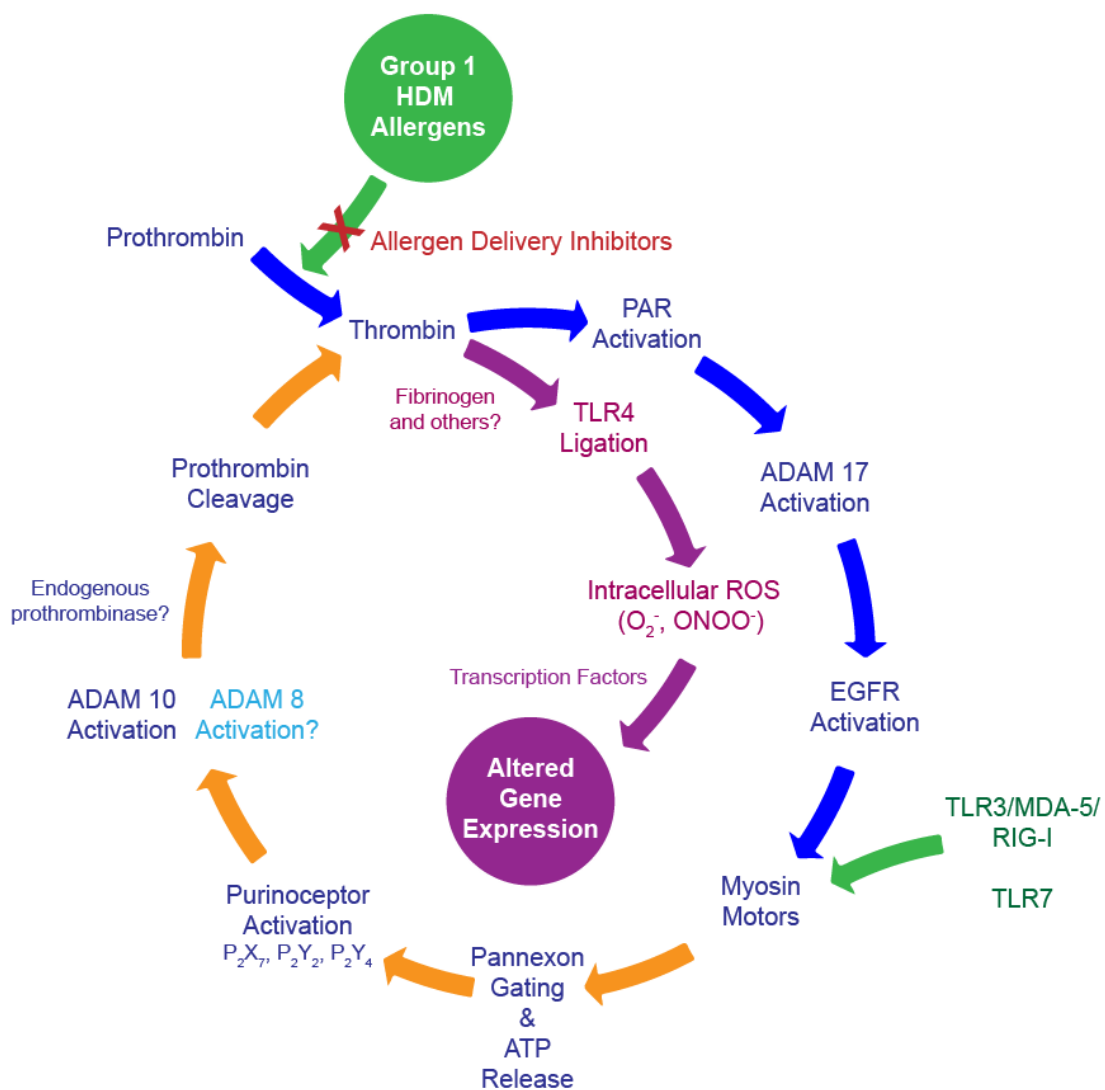 Group 1
HDM
Allergens
Prothrombin
Allergen Delivery Inhibitors
Thrombin
PAR
Activation
Fibrinogen
and others?
TLR4
Ligation
ADAM 17
Activation
Prothrombin
Cleavage
Endogenous
prothrombinase?
Intracellular ROS
(O₂⁻, ONOO⁻)
Transcription Factors
ADAM 10
Activation
ADAM 8
Activation?
EGFR
Activation
Altered
Gene
Expression
TLR3/MDA-5/
RIG-I
TLR7
Myosin
Motors
Purinoceptor
Activation
P₂X₇, P₂Y₂, P₂Y₄
Pannexon
Gating
&
ATP
Release